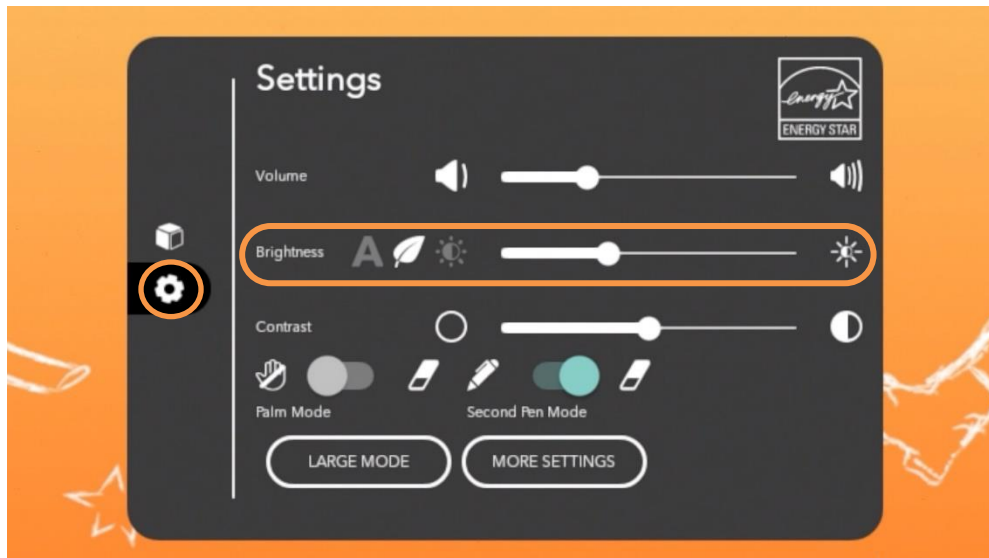 Settings
energy
ENERGY STAR
Volume
Brightness A
Contrast
Palm Mode Second Pen Mode
LARGE MODE MORE SETTINGS